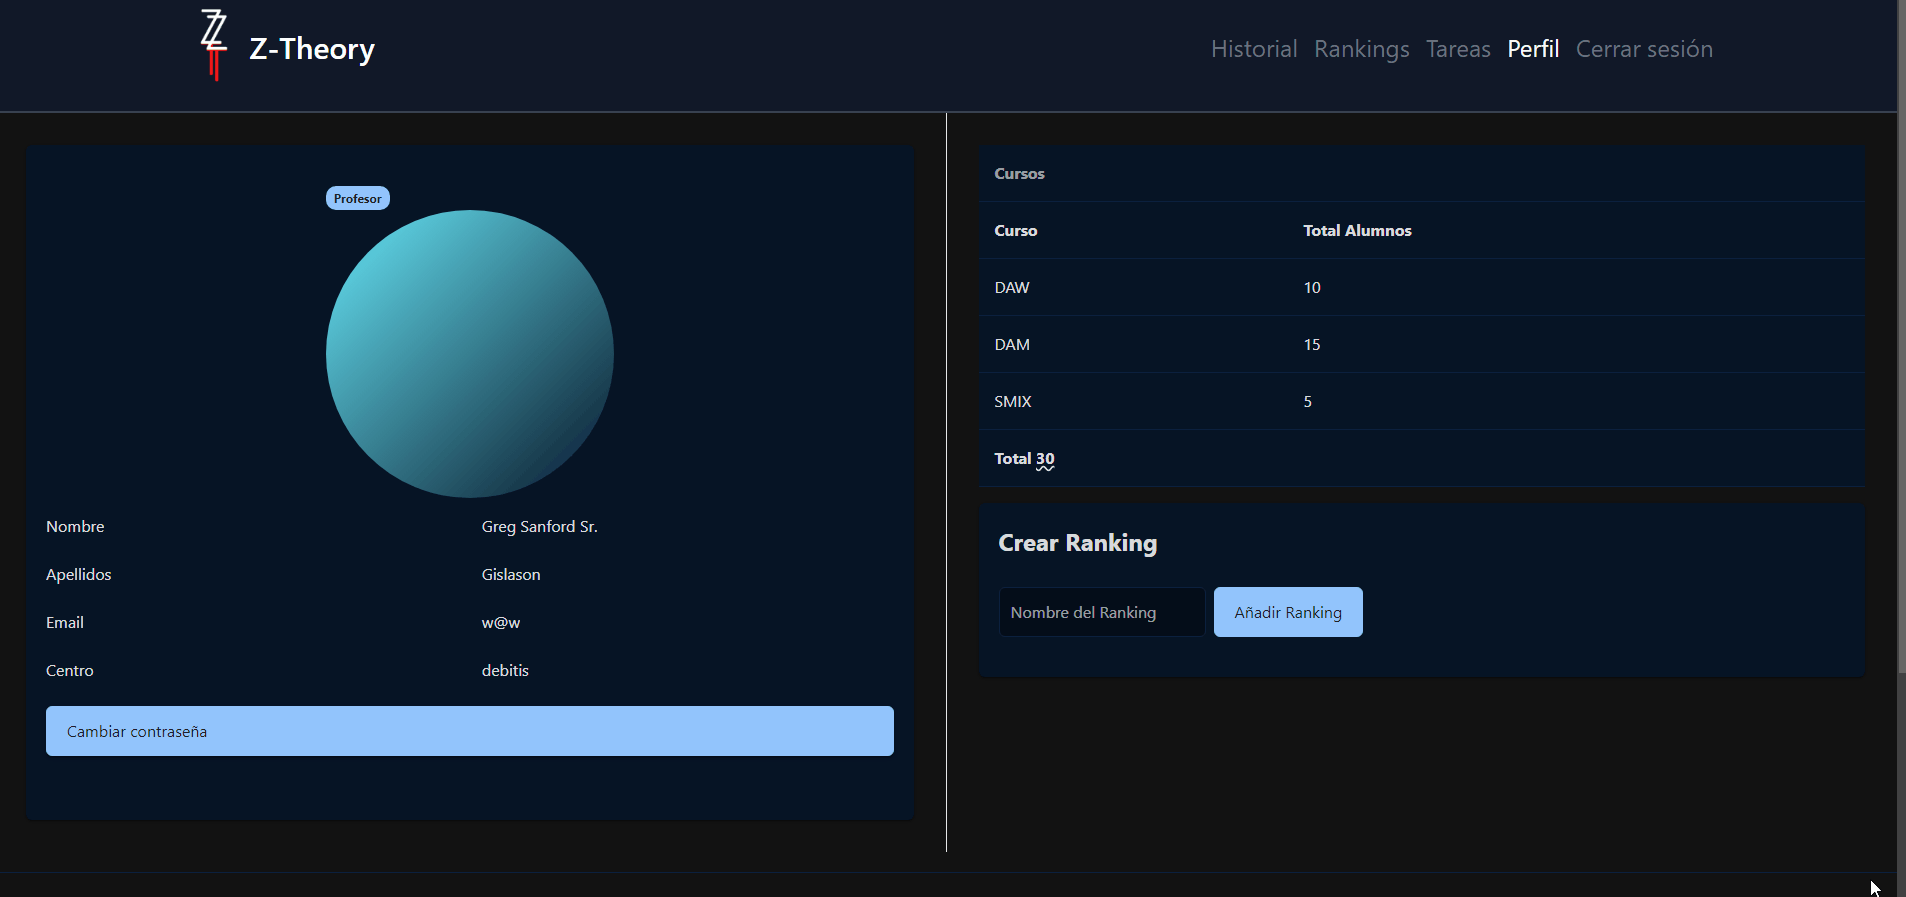 Z-Theory
Historial Rankings Tareas Perfil Cerrar sesión
Profesor
Nombre Greg Sanford Sr.
Apellidos Gislason
Email w@w
Centro debitis
Cambiar contraseña
Cursos
Curso Total Alumnos
DAW 10
DAM 15
SMIX 5
Total 30
Crear Ranking
Nombre del Ranking Añadir Ranking